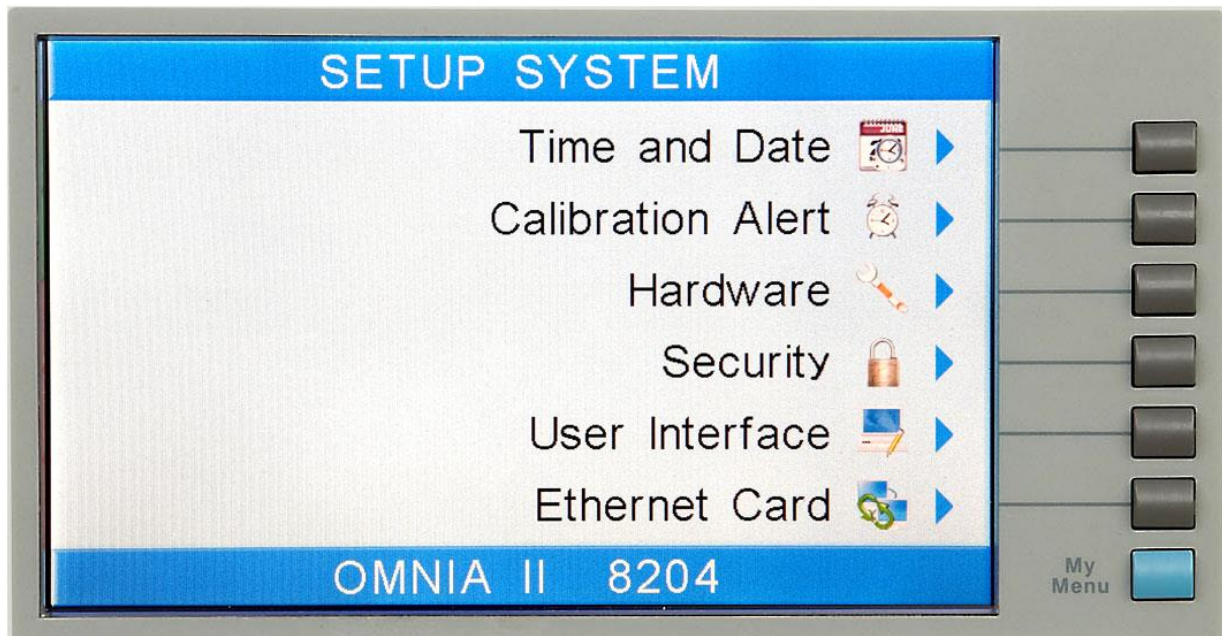 SETUP SYSTEM
Time and Date
Calibration Alert
Hardware
Security
User Interface
Ethernet Card
OMNIA II 8204
My
Menu